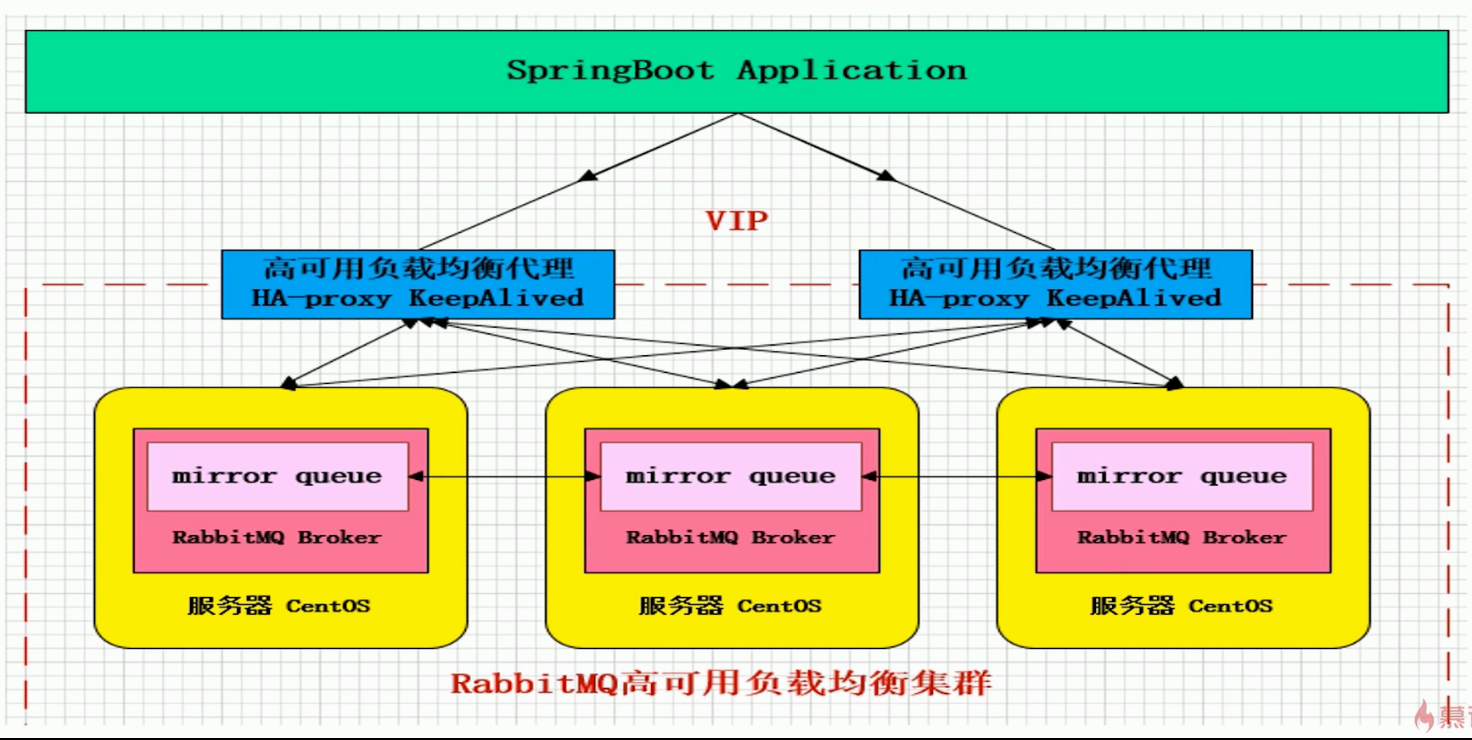 SpringBoot Application
VIP
高可用负载均衡代理
HA-proxy KeepAlived
高可用负载均衡代理
HA-proxy KeepAlived
mirror queue
RabbitMQ Broker
服务器 CentOS
mirror queue
RabbitMQ Broker
服务器 CentOS
mirror queue
RabbitMQ Broker
服务器 CentOS
RabbitMQ高可用负载均衡集群
慕